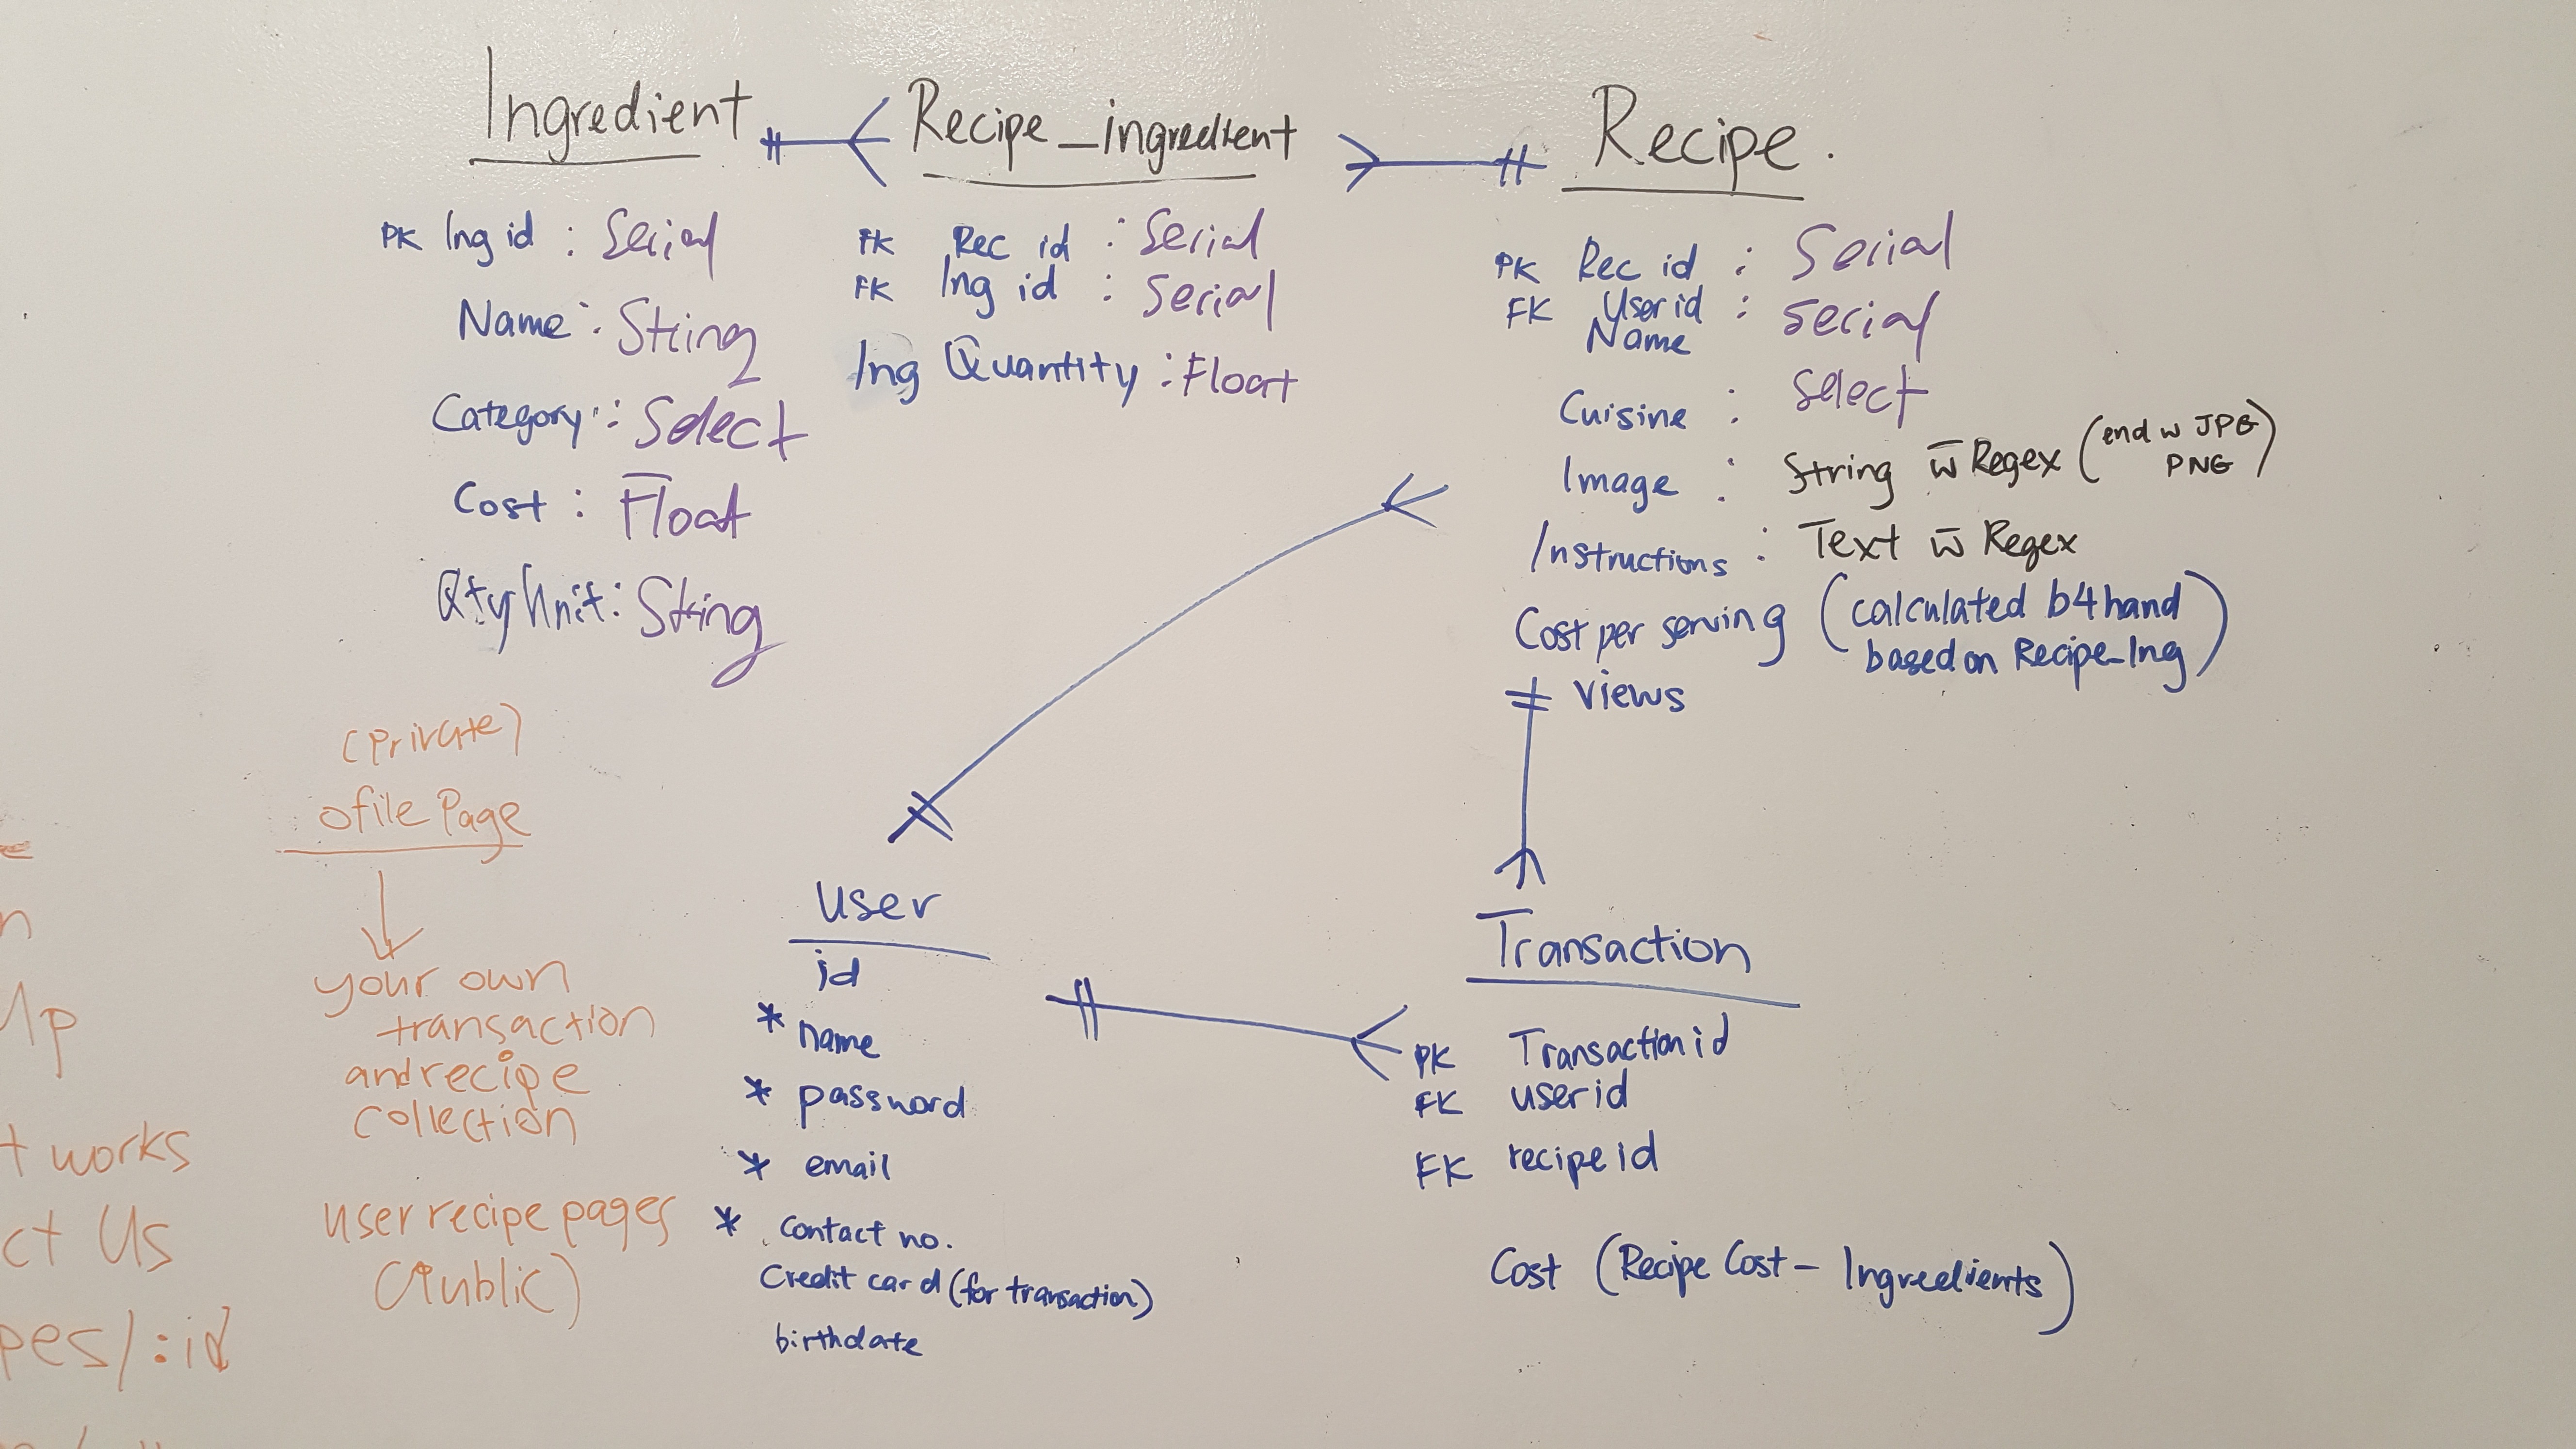 Ingredient
PK Ing id : Serial
Name : String
Category : Select
Cost : Float
Qty Unit : String
Recipe_ingredient
FK Rec id : Serial
FK Ing id : Serial
Ing Quantity : Float
Recipe.
PK Rec id : Serial
FK User id : Serial
Name
Cuisine : Select
Image : String w̄ Regex (end w JPG
PNG)
Instructions : Text w̄ Regex
Cost per serving (calculated b4hand
based on Recipe_Ing)
views
(private)
ofile Page
your own
transaction
and recipe
collection
user recipe pages
(Public)
n
Up
t works
ct Us
pes/:id
User
id
* name
* password
* email
* contact no.
Credit card (for transaction)
birthdate
Transaction
PK Transaction id
FK user id
FK recipe id
Cost (Recipe Cost - Ingredients)